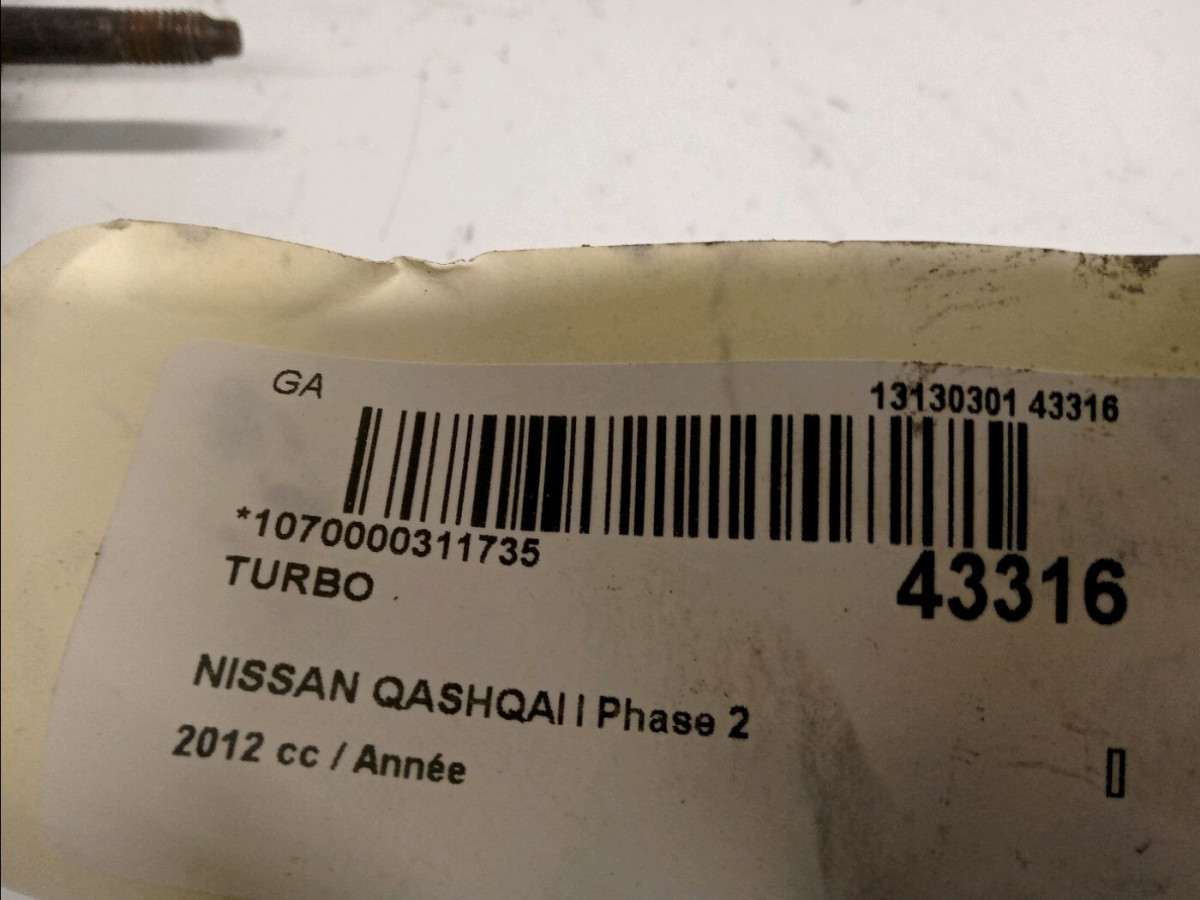 GA
13130301 43316
*1070000311735
43316
TURBO
NISSAN QASHQAI I Phase 2
2012 cc / Année